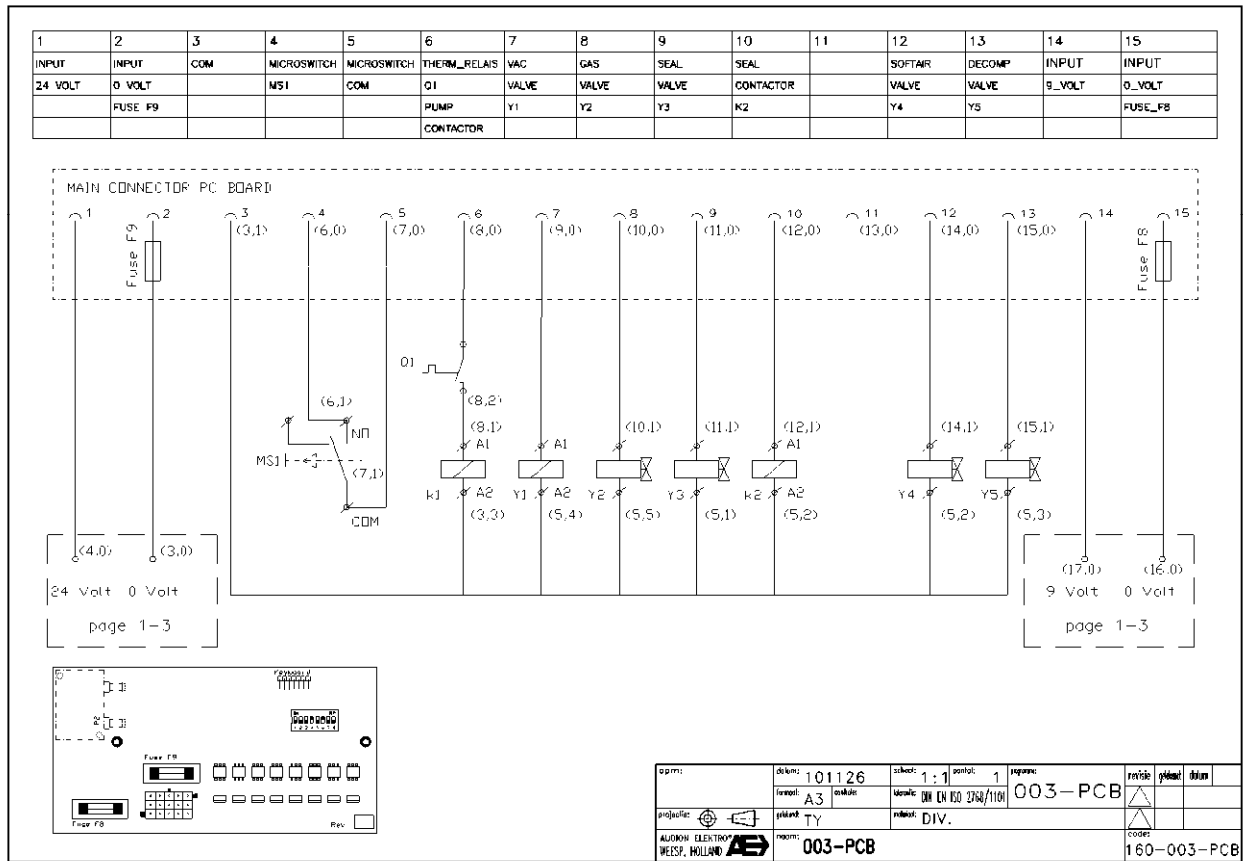 1 2 3 4 5 6 7 8 9 10 11 12 13 14 15
INPUT INPUT COM MICROSWITCH MICROSWITCH THERM_RELAIS VAC GAS SEAL SEAL SOFTAIR DECOMP INPUT INPUT
24 VOLT 0 VOLT MS1 COM Q1 VALVE VALVE VALVE CONTACTOR VALVE VALVE 9_VOLT 0_VOLT
FUSE F9 PUMP Y1 Y2 Y3 K2 Y4 Y5 FUSE_F8
CONTACTOR
MAIN CONNECTOR PC BOARD
1 2 3 4 5 6 7 8 9 10 11 12 13 14 15
(3,1) (6,0) (7,0) (8,0) (9,0) (10,0) (11,0) (12,0) (13,0) (14,0) (15,0)
Fuse F9
Fuse F8
Q1
(8,2)
(6,1) (8.1) (10.1) (11.1) (12,1) (14,1) (15,1)
NO A1 A1 A1
MS1 (7,1)
K1 A2 Y1 A2 Y2 Y3 K2 A2 Y4 Y5
COM (3,3) (5,4) (5,5) (5,1) (5,2) (5,2) (5,3)
(4,0) (3,0) (17,0) (16,0)
24 Volt 0 Volt 9 Volt 0 Volt
page 1-3 page 1-3
Keyboard
P2
Fuse F9
Fuse F8
Rev
opm: datum: 101126 schaal: 1:1 aantal: 1 003-PCB revisie getekend datum
formaat: A3 DIN EN ISO 2768/1101
projectie: getekend: TY materiaal: DIV.
AUDION ELEKTRO
WEESP, HOLLAND AE naam: 003-PCB code: 160-003-PCB